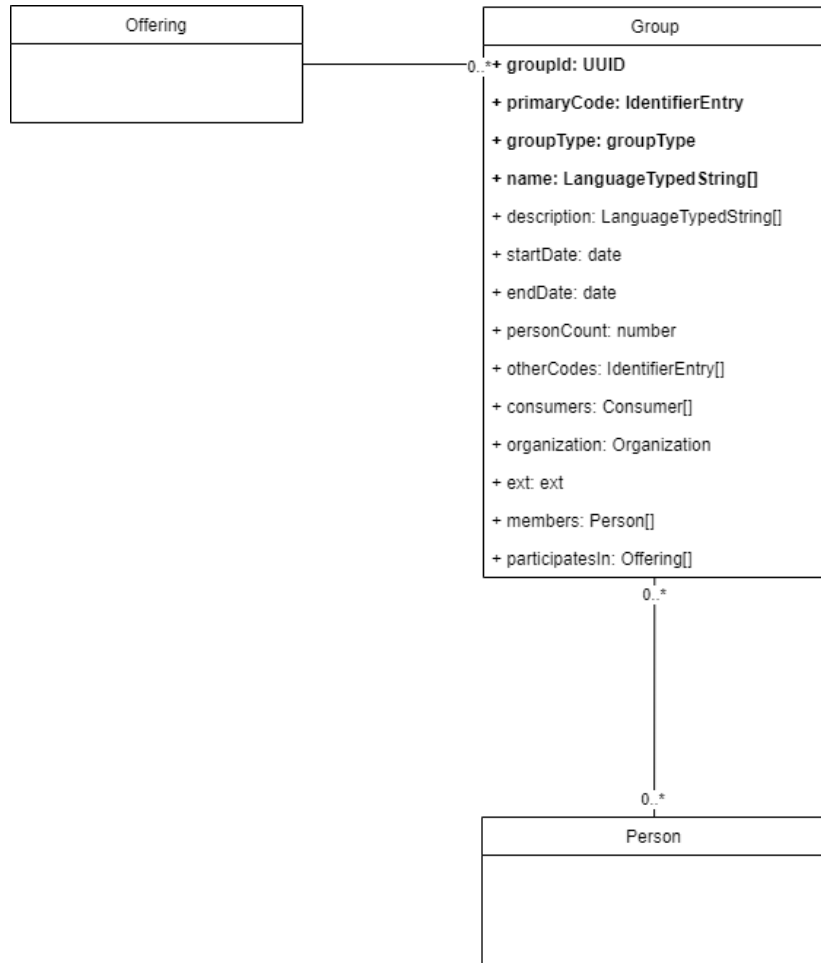 Offering
Group
0..*
+ groupId: UUID
+ primaryCode: IdentifierEntry
+ groupType: groupType
+ name: LanguageTypedString[]
+ description: LanguageTypedString[]
+ startDate: date
+ endDate: date
+ personCount: number
+ otherCodes: IdentifierEntry[]
+ consumers: Consumer[]
+ organization: Organization
+ ext: ext
+ members: Person[]
+ participatesIn: Offering[]
0..*
0..*
Person